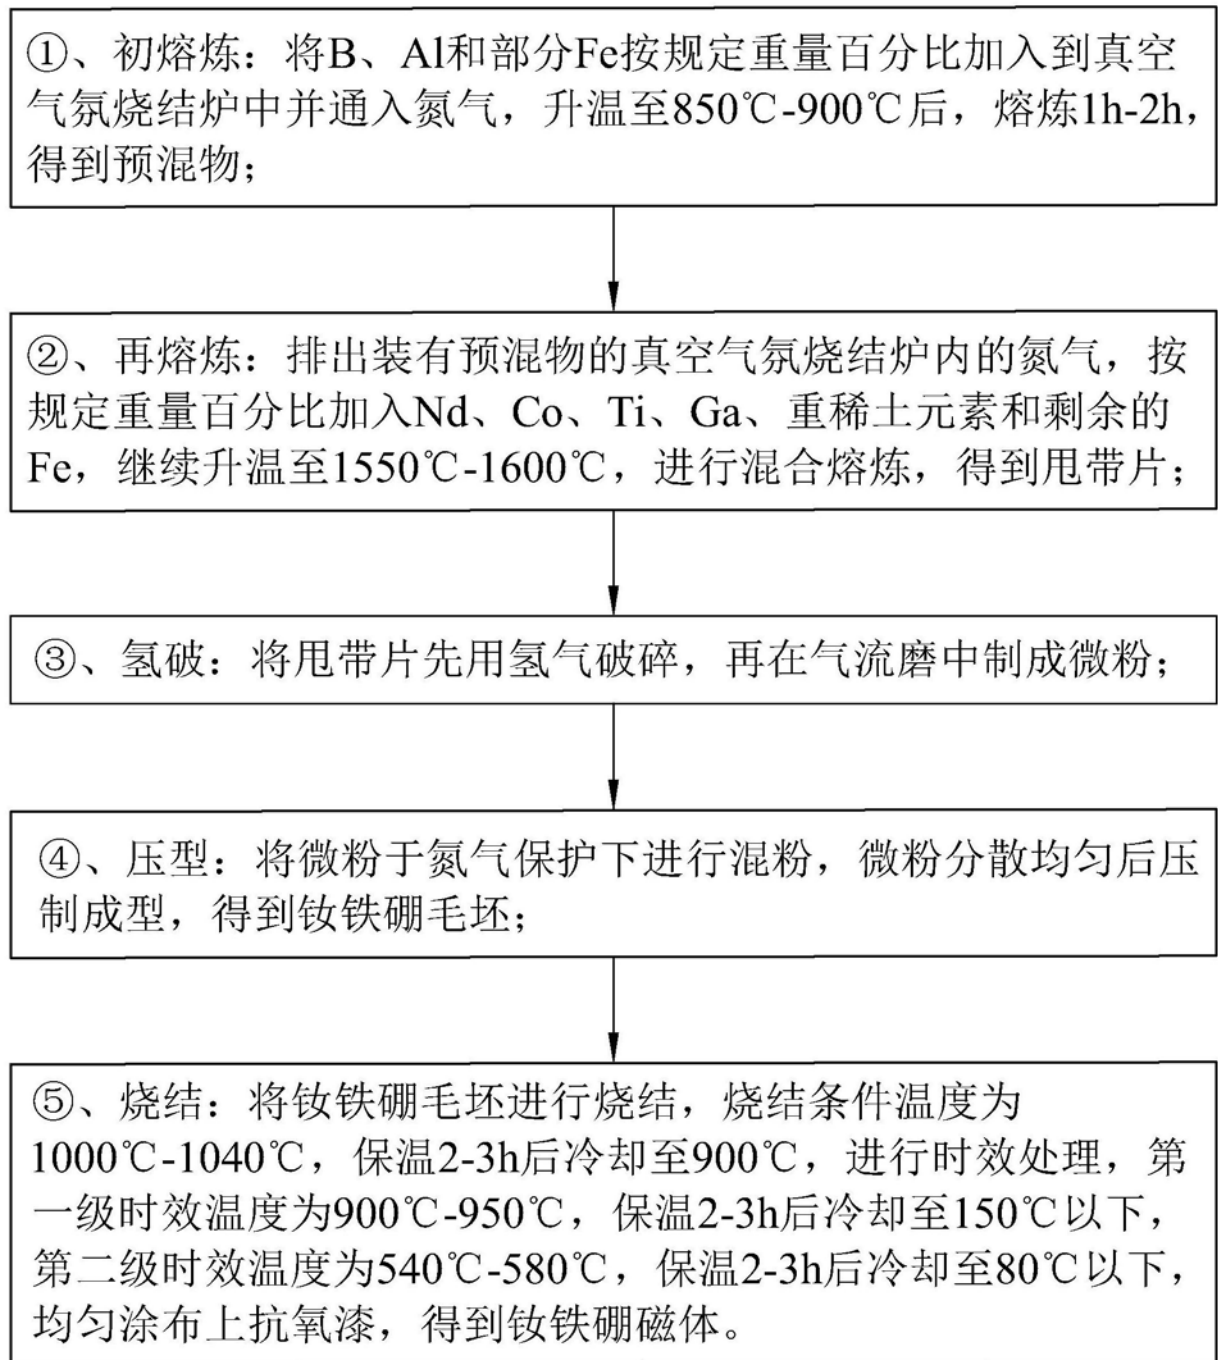 ①、初熔炼：将B、Al和部分Fe按规定重量百分比加入到真空
气氛烧结炉中并通入氮气，升温至850℃-900℃后，熔炼1h-2h，
得到预混物；
②、再熔炼：排出装有预混物的真空气氛烧结炉内的氮气，按
规定重量百分比加入Nd、Co、Ti、Ga、重稀土元素和剩余的
Fe，继续升温至1550℃-1600℃，进行混合熔炼，得到甩带片；
③、氢破：将甩带片先用氢气破碎，再在气流磨中制成微粉；
④、压型：将微粉于氮气保护下进行混粉，微粉分散均匀后压
制成型，得到钕铁硼毛坯；
⑤、烧结：将钕铁硼毛坯进行烧结，烧结条件温度为
1000℃-1040℃，保温2-3h后冷却至900℃，进行时效处理，第
一级时效温度为900℃-950℃，保温2-3h后冷却至150℃以下，
第二级时效温度为540℃-580℃，保温2-3h后冷却至80℃以下，
均匀涂布上抗氧漆，得到钕铁硼磁体。